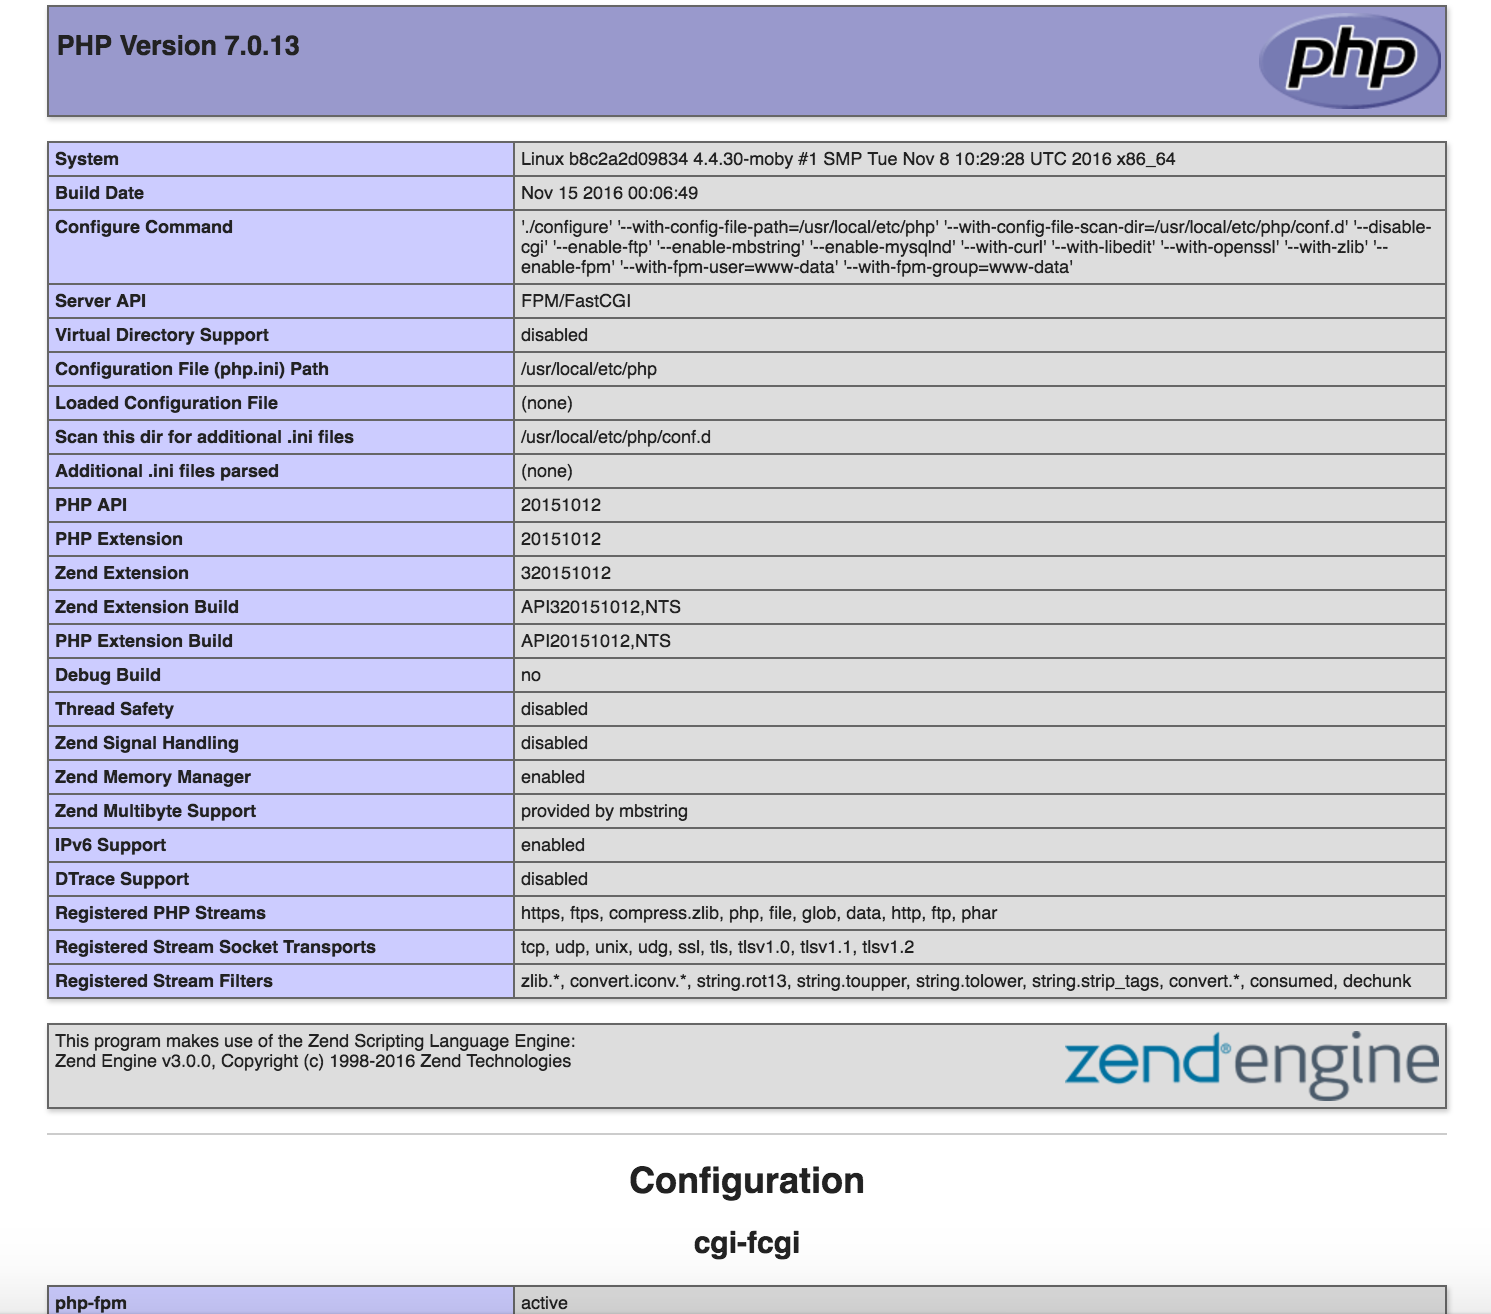 PHP Version 7.0.13
php
System Linux b8c2a2d09834 4.4.30-moby #1 SMP Tue Nov 8 10:29:28 UTC 2016 x86_64
Build Date Nov 15 2016 00:06:49
Configure Command './configure' '--with-config-file-path=/usr/local/etc/php' '--with-config-file-scan-dir=/usr/local/etc/php/conf.d' '--disable-
cgi' '--enable-ftp' '--enable-mbstring' '--enable-mysqlnd' '--with-curl' '--with-libedit' '--with-openssl' '--with-zlib' '--
enable-fpm' '--with-fpm-user=www-data' '--with-fpm-group=www-data'
Server API FPM/FastCGI
Virtual Directory Support disabled
Configuration File (php.ini) Path /usr/local/etc/php
Loaded Configuration File (none)
Scan this dir for additional .ini files /usr/local/etc/php/conf.d
Additional .ini files parsed (none)
PHP API 20151012
PHP Extension 20151012
Zend Extension 320151012
Zend Extension Build API320151012,NTS
PHP Extension Build API20151012,NTS
Debug Build no
Thread Safety disabled
Zend Signal Handling disabled
Zend Memory Manager enabled
Zend Multibyte Support provided by mbstring
IPv6 Support enabled
DTrace Support disabled
Registered PHP Streams https, ftps, compress.zlib, php, file, glob, data, http, ftp, phar
Registered Stream Socket Transports tcp, udp, unix, udg, ssl, tls, tlsv1.0, tlsv1.1, tlsv1.2
Registered Stream Filters zlib.*, convert.iconv.*, string.rot13, string.toupper, string.tolower, string.strip_tags, convert.*, consumed, dechunk
This program makes use of the Zend Scripting Language Engine:
Zend Engine v3.0.0, Copyright (c) 1998-2016 Zend Technologies
zend®engine
Configuration
cgi-fcgi
php-fpm active